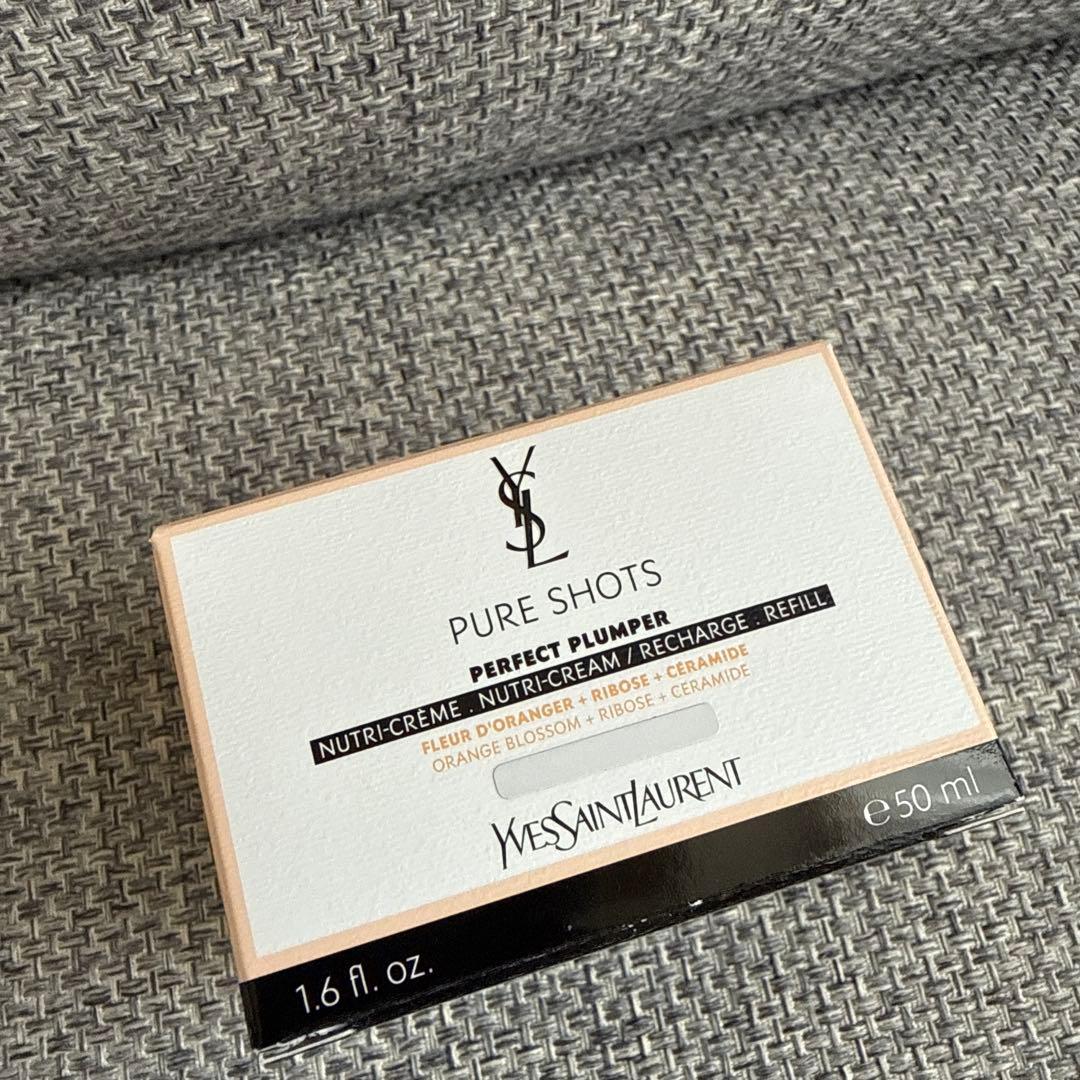 YSL
PURE SHOTS
PERFECT PLUMPER
NUTRI-CRÈME . NUTRI-CREAM / RECHARGE . REFILL
FLEUR D'ORANGER + RIBOSE + CÉRAMIDE
ORANGE BLOSSOM + RIBOSE + CERAMIDE
YVESSAINTLAURENT
1.6 fl. oz. ℮50 ml